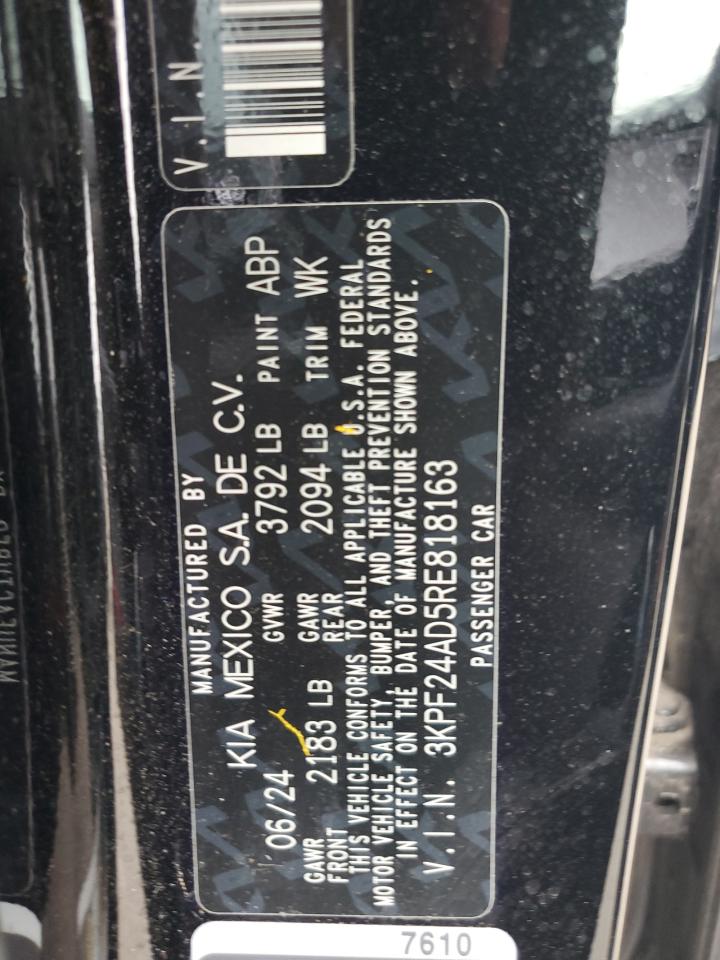 V.I.N.
MANUFACTURED BY
KIA MEXICO S.A. DE C.V.
06/24 GVWR 3792 LB PAINT ABP
GAWR FRONT 2183 LB GAWR REAR 2094 LB TRIM WK
THIS VEHICLE CONFORMS TO ALL APPLICABLE U.S.A. FEDERAL
MOTOR VEHICLE SAFETY, BUMPER, AND THEFT PREVENTION STANDARDS
IN EFFECT ON THE DATE OF MANUFACTURE SHOWN ABOVE.
V.I.N. 3KPF24AD5RE818163
PASSENGER CAR
7610